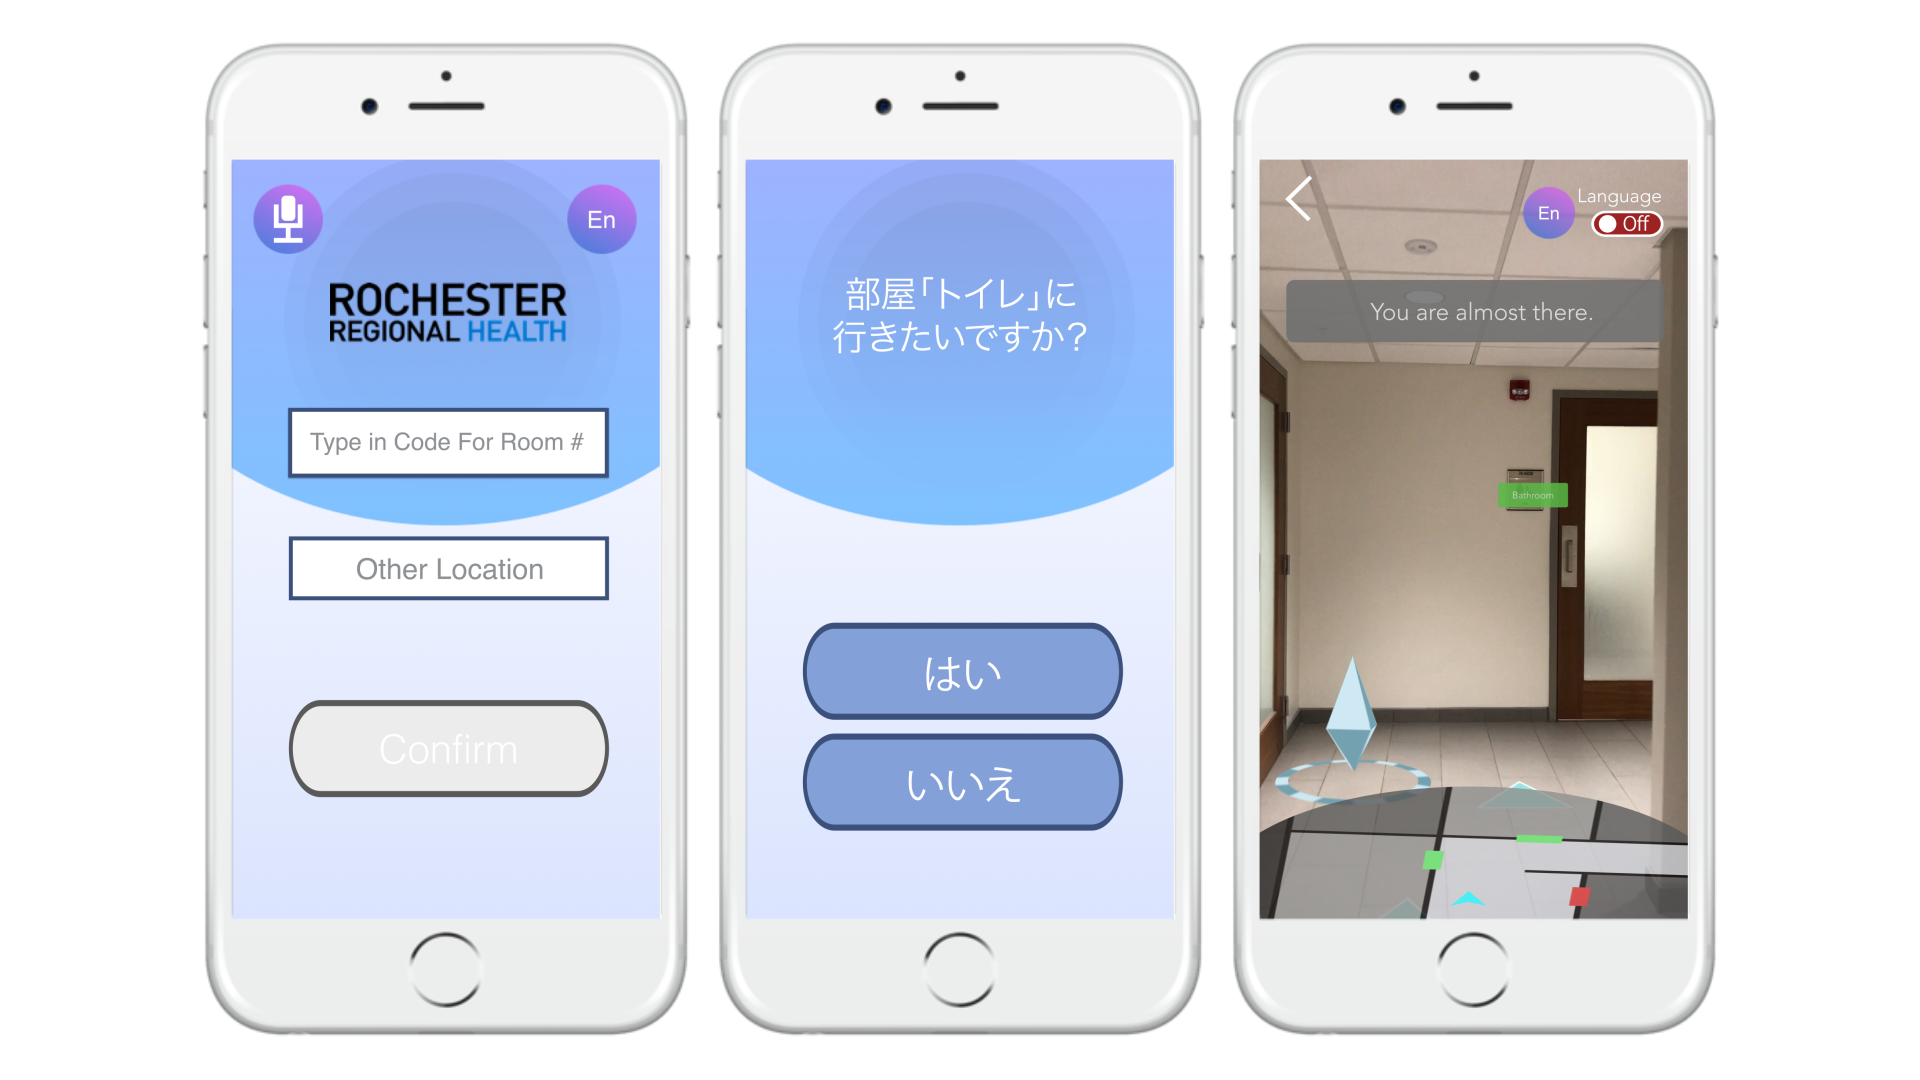 En
ROCHESTER
REGIONAL HEALTH
Type in Code For Room #
Other Location
Confirm
部屋「トイレ」に
行きたいですか？
はい
いいえ
En
Language
Off
You are almost there.
Bathroom